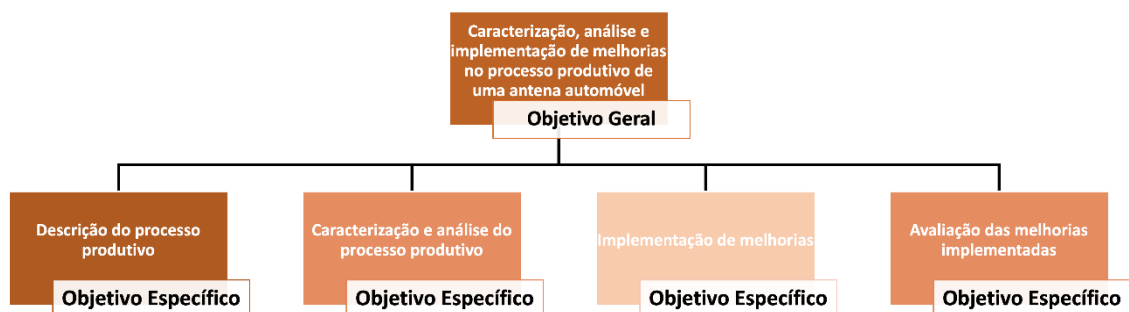 Caracterização, análise e
implementação de melhorias
no processo produtivo de
uma antena automóvel
Objetivo Geral
Descrição do processo
produtivo
Objetivo Específico
Caracterização e análise do
processo produtivo
Objetivo Específico
Implementação de melhorias
Objetivo Específico
Avaliação das melhorias
implementadas
Objetivo Específico